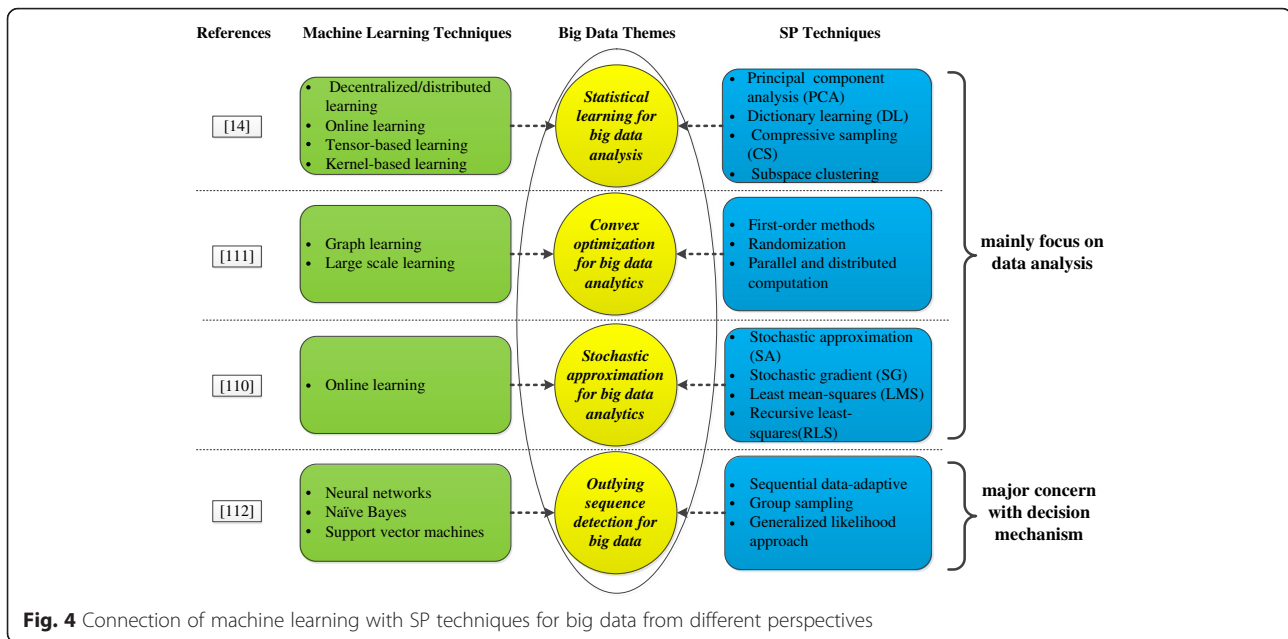 References
Machine Learning Techniques
Big Data Themes
SP Techniques
[14]
• Decentralized/distributed
learning
• Online learning
• Tensor-based learning
• Kernel-based learning
Statistical
learning for
big data
analysis
• Principal component
analysis (PCA)
• Dictionary learning (DL)
• Compressive sampling
(CS)
• Subspace clustering
[111]
• Graph learning
• Large scale learning
Convex
optimization
for big data
analytics
• First-order methods
• Randomization
• Parallel and distributed
computation
mainly focus on
data analysis
[110]
• Online learning
Stochastic
approximation
for big data
analytics
• Stochastic approximation
(SA)
• Stochastic gradient (SG)
• Least mean-squares (LMS)
• Recursive least-
squares(RLS)
[112]
• Neural networks
• Naïve Bayes
• Support vector machines
Outlying
sequence
detection for
big data
• Sequential data-adaptive
• Group sampling
• Generalized likelihood
approach
major concern
with decision
mechanism
Fig. 4 Connection of machine learning with SP techniques for big data from different perspectives